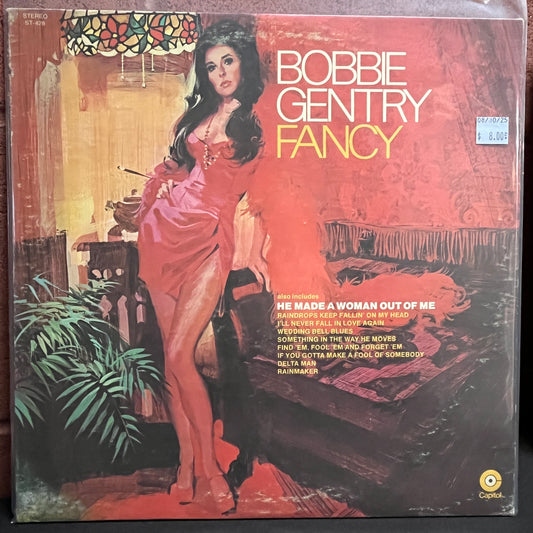 STEREO
ST-428
BOBBIE
GENTRY
FANCY
08/30/25
$ 8.00
also includes
HE MADE A WOMAN OUT OF ME
RAINDROPS KEEP FALLIN' ON MY HEAD
I'LL NEVER FALL IN LOVE AGAIN
WEDDING BELL BLUES
SOMETHING IN THE WAY HE MOVES
FIND 'EM, FOOL 'EM AND FORGET 'EM
IF YOU GOTTA MAKE A FOOL OF SOMEBODY
DELTA MAN
RAINMAKER
Capitol